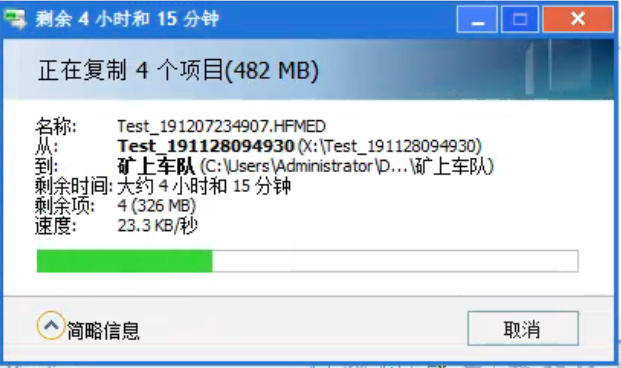 剩余 4 小时和 15 分钟
正在复制 4 个项目(482 MB)
名称: Test_191207234907.HFMED
从: Test_191128094930 (X:\Test_191128094930)
到: 矿上车队 (C:\Users\Administrator\D...\矿上车队)
剩余时间: 大约 4 小时和 15 分钟
剩余项: 4 (326 MB)
速度: 23.3 KB/秒
简略信息
取消